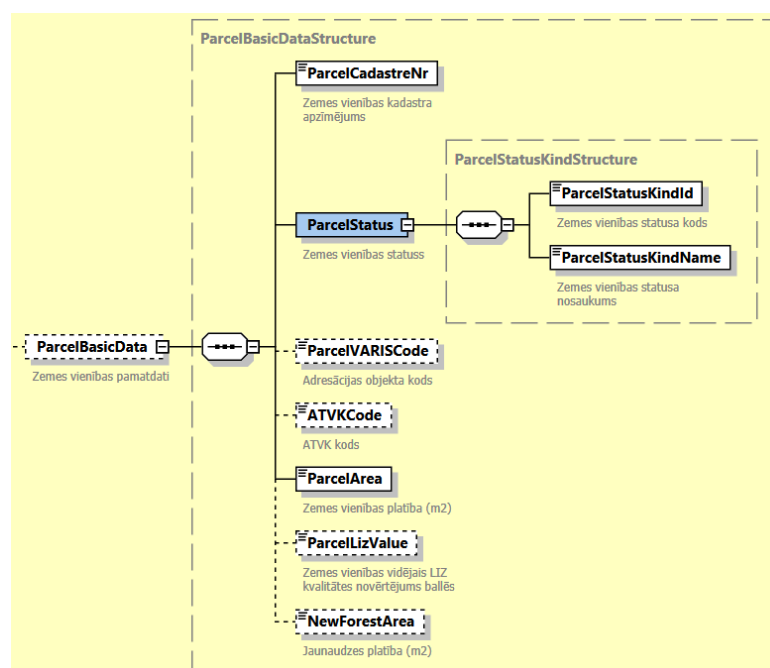 ParcelBasicDataStructure
ParcelCadastreNr
Zemes vienības kadastra
apzīmējums
ParcelStatusKindStructure
ParcelStatusKindId
Zemes vienības statusa kods
ParcelStatus
Zemes vienības statuss
ParcelStatusKindName
Zemes vienības statusa
nosaukums
ParcelBasicData
Zemes vienības pamatdati
ParcelVARISCode
Adresācijas objekta kods
ATVKCode
ATVK kods
ParcelArea
Zemes vienības platība (m2)
ParcelLizValue
Zemes vienības vidējais LIZ
kvalitātes novērtējums ballēs
NewForestArea
Jaunaudzes platība (m2)